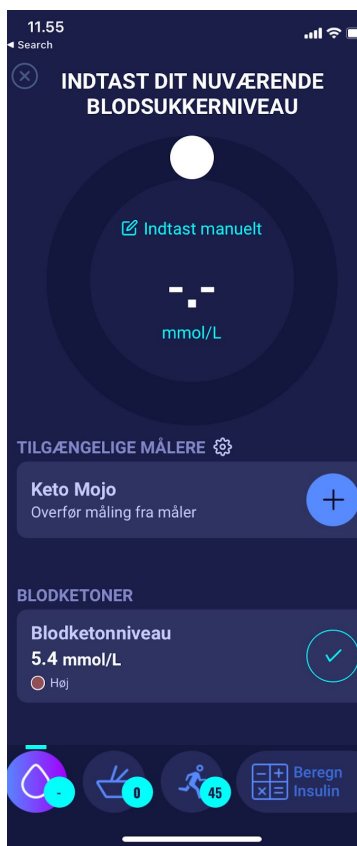 11.55
◄ Search
INDTAST DIT NUVÆRENDE
BLODSUKKERNIVEAU
Indtast manuelt
-.-
mmol/L
TILGÆNGELIGE MÅLERE
Keto Mojo
Overfør måling fra måler
BLODKETONER
Blodketonniveau
5.4 mmol/L
Høj
-
0
45
Beregn
Insulin